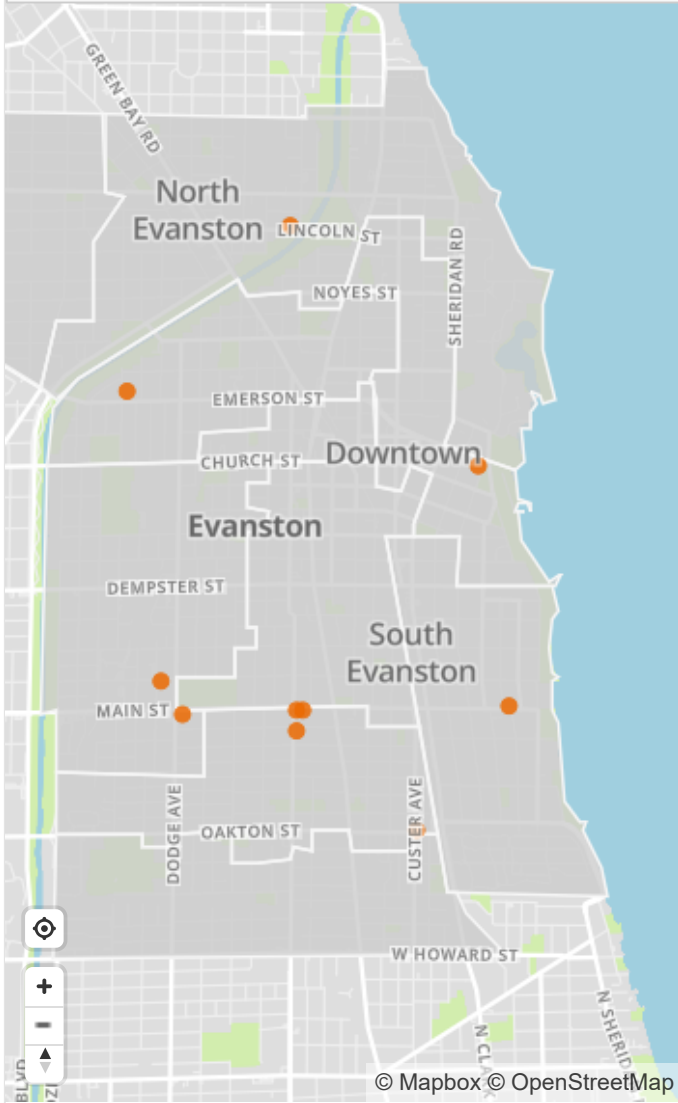 GREEN BAY RD
North
Evanston
LINCOLN ST
SHERIDAN RD
NOYES ST
EMERSON ST
Downtown
CHURCH ST
Evanston
DEMPSTER ST
South
Evanston
MAIN ST
DODGE AVE
CUSTER AVE
OAKTON ST
W HOWARD ST
N SHERID
BLVD
© Mapbox © OpenStreetMap